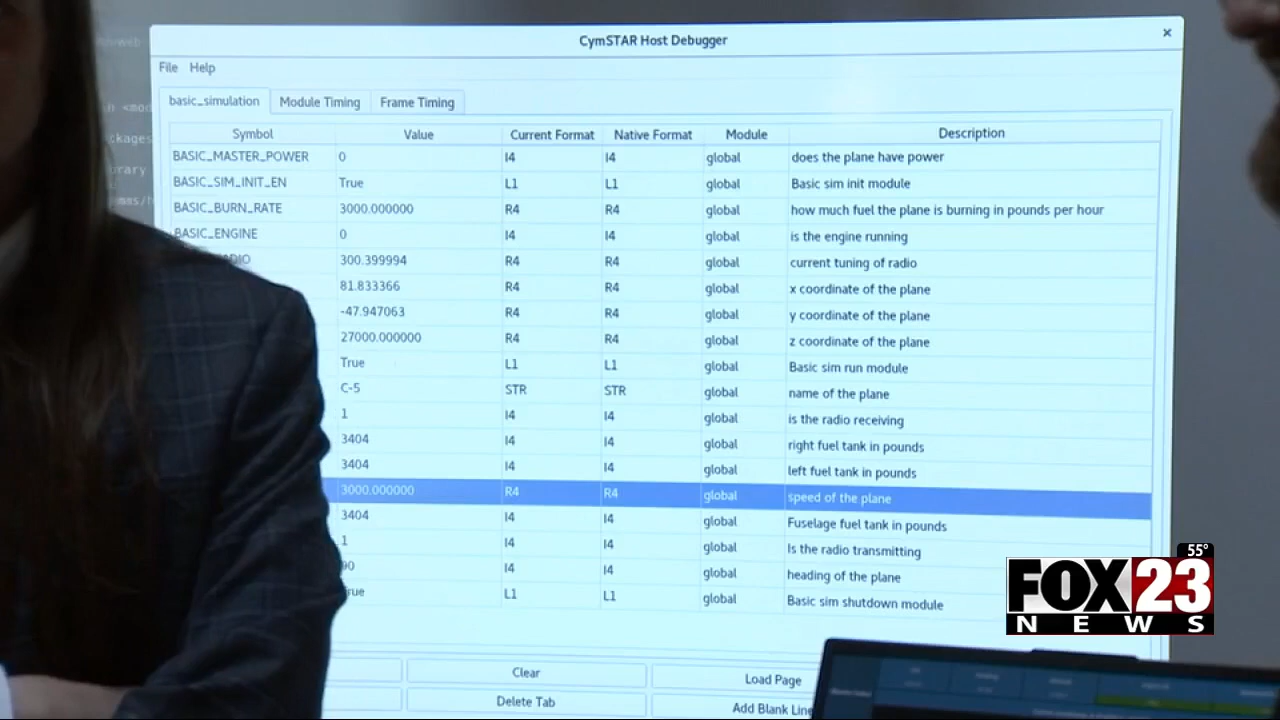 CymSTAR Host Debugger ×
File Help
basic_simulation Module Timing Frame Timing
Symbol Value Current Format Native Format Module Description
BASIC_MASTER_POWER 0 I4 I4 global does the plane have power
BASIC_SIM_INIT_EN True L1 L1 global Basic sim init module
BASIC_BURN_RATE 3000.000000 R4 R4 global how much fuel the plane is burning in pounds per hour
BASIC_ENGINE 0 I4 I4 global is the engine running
300.399994 R4 R4 global current tuning of radio
81.833366 R4 R4 global x coordinate of the plane
-47.947063 R4 R4 global y coordinate of the plane
27000.000000 R4 R4 global z coordinate of the plane
True L1 L1 global Basic sim run module
C-5 STR STR global name of the plane
1 I4 I4 global is the radio receiving
3404 I4 I4 global right fuel tank in pounds
3404 I4 I4 global left fuel tank in pounds
3000.000000 R4 R4 global speed of the plane
3404 I4 I4 global Fuselage fuel tank in pounds
1 I4 I4 global Is the radio transmitting
I4 I4 global heading of the plane
L1 L1 global Basic sim shutdown module
Clear Load Page
Delete Tab Add Blank Line
55°
FOX 23
NEWS